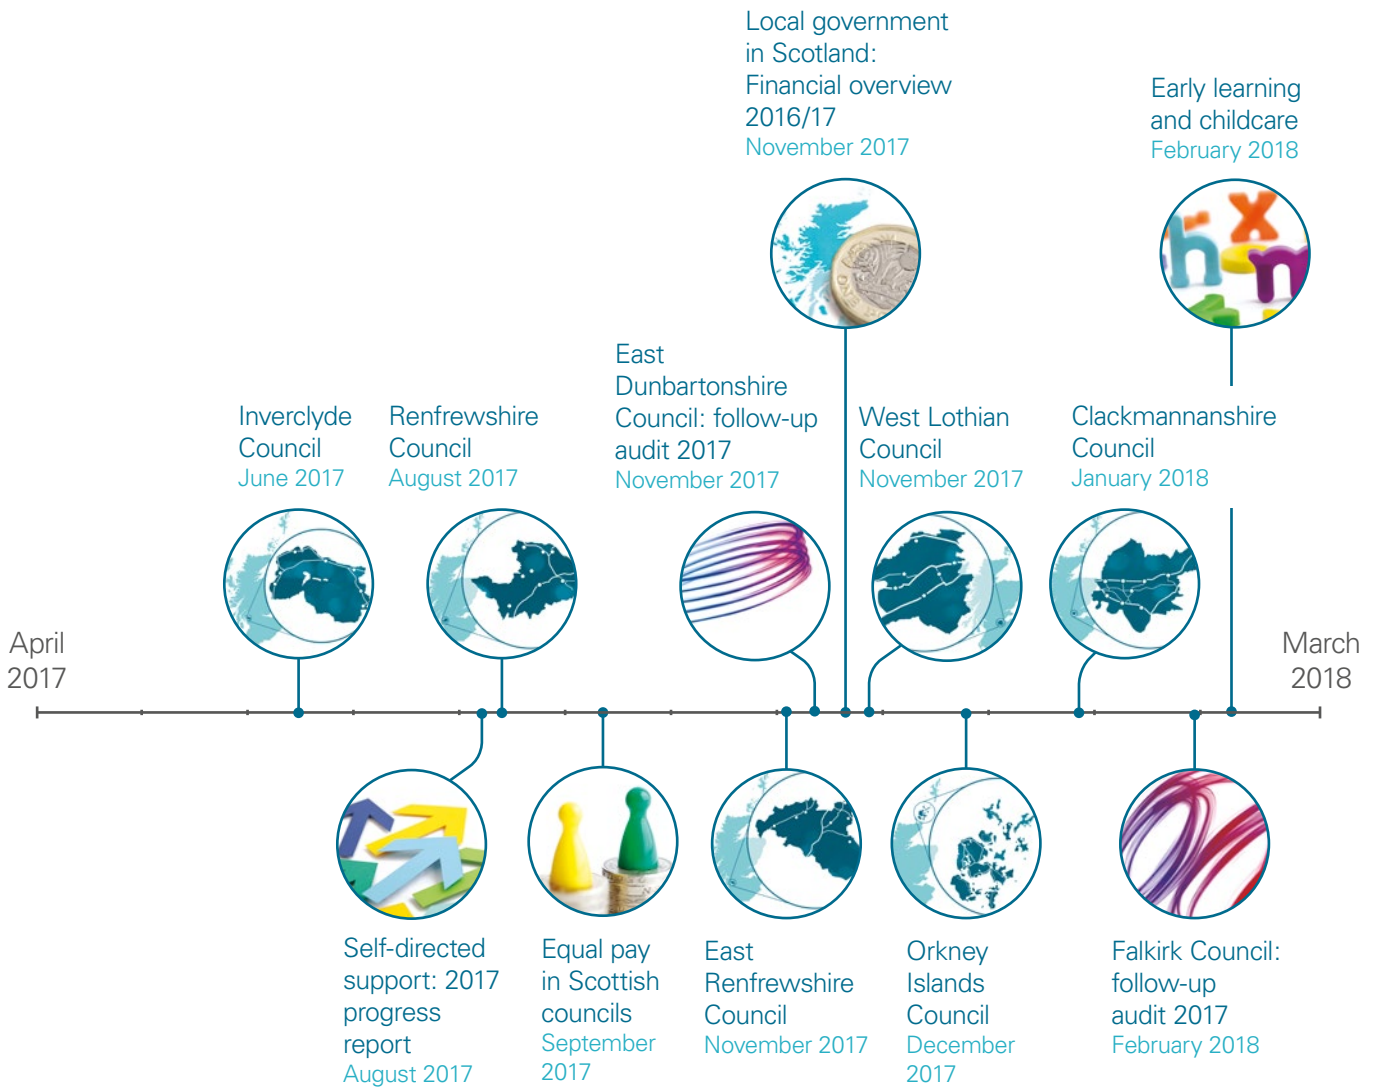 Local government
in Scotland:
Financial overview
2016/17
November 2017
Early learning
and childcare
February 2018
East
Dunbartonshire
Council: follow-up
audit 2017
November 2017
Inverclyde
Council
June 2017
Renfrewshire
Council
August 2017
West Lothian
Council
November 2017
Clackmannanshire
Council
January 2018
April
2017
March
2018
Self-directed
support: 2017
progress
report
August 2017
Equal pay
in Scottish
councils
September
2017
East
Renfrewshire
Council
November 2017
Orkney
Islands
Council
December
2017
Falkirk Council:
follow-up
audit 2017
February 2018